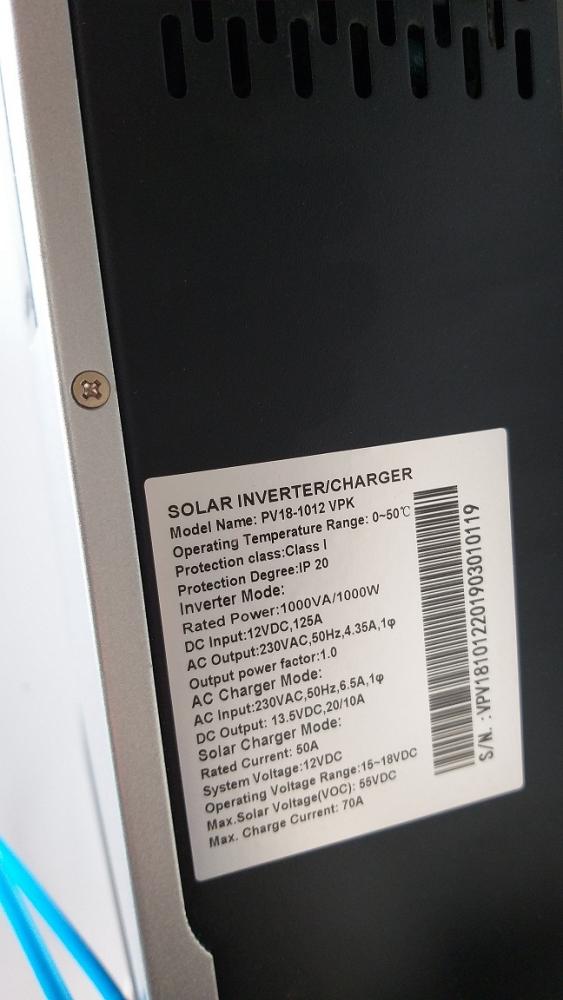 SOLAR INVERTER/CHARGER
Model Name: PV18-1012 VPK
Operating Temperature Range: 0~50℃
Protection class:Class I
Protection Degree:IP 20
Inverter Mode:
Rated Power:1000VA/1000W
DC Input:12VDC,125A
AC Output:230VAC,50Hz,4.35A,1φ
Output power factor:1.0
AC Charger Mode:
AC Input:230VAC,50Hz,6.5A,1φ
DC Output: 13.5VDC,20/10A
Solar Charger Mode:
Rated Current: 50A
System Voltage:12VDC
Operating Voltage Range:15~18VDC
Max.Solar Voltage(VOC): 55VDC
Max. Charge Current: 70A
S/N. :VPV181012201903010119